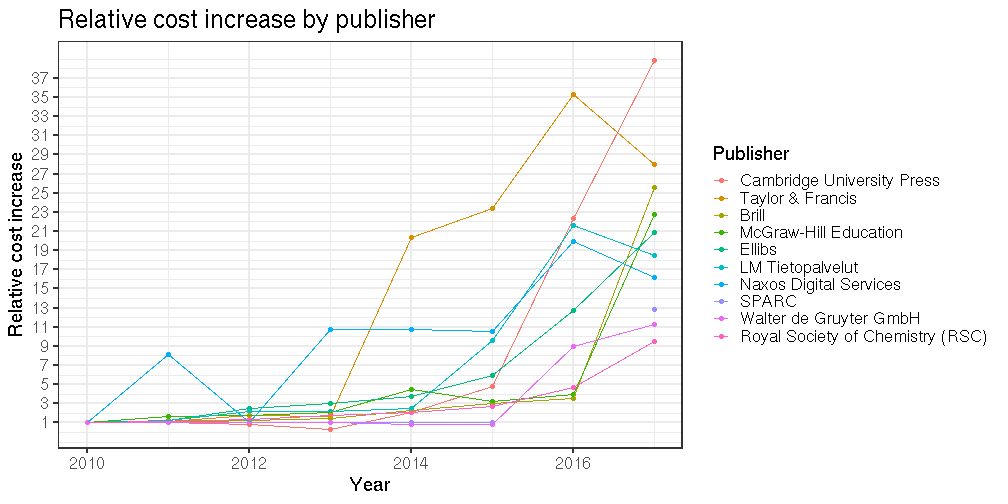 Relative cost increase by publisher
Relative cost increase
37
35
33
31
29
27
25
23
21
19
17
15
13
11
9
7
5
3
1
2010
2012
2014
2016
Year
Publisher
Cambridge University Press
Taylor & Francis
Brill
McGraw-Hill Education
Ellibs
LM Tietopalvelut
Naxos Digital Services
SPARC
Walter de Gruyter GmbH
Royal Society of Chemistry (RSC)